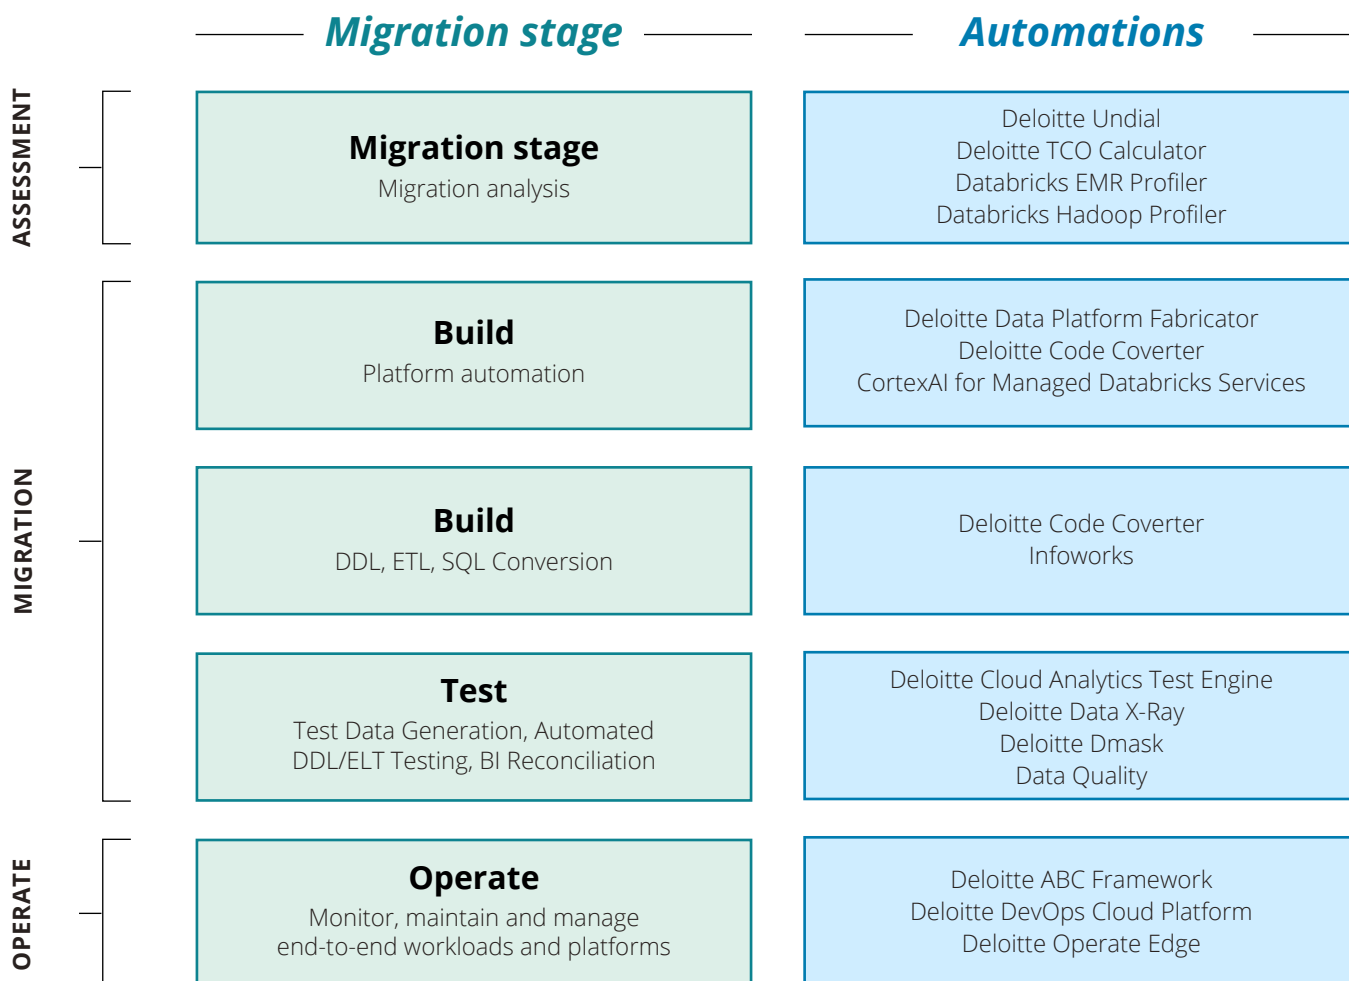 Migration stage
Automations
ASSESSMENT
Migration stage
Migration analysis
Deloitte Undial
Deloitte TCO Calculator
Databricks EMR Profiler
Databricks Hadoop Profiler
MIGRATION
Build
Platform automation
Deloitte Data Platform Fabricator
Deloitte Code Coverter
CortexAI for Managed Databricks Services
Build
DDL, ETL, SQL Conversion
Deloitte Code Coverter
Infoworks
Test
Test Data Generation, Automated
DDL/ELT Testing, BI Reconciliation
Deloitte Cloud Analytics Test Engine
Deloitte Data X-Ray
Deloitte Dmask
Data Quality
OPERATE
Operate
Monitor, maintain and manage
end-to-end workloads and platforms
Deloitte ABC Framework
Deloitte DevOps Cloud Platform
Deloitte Operate Edge